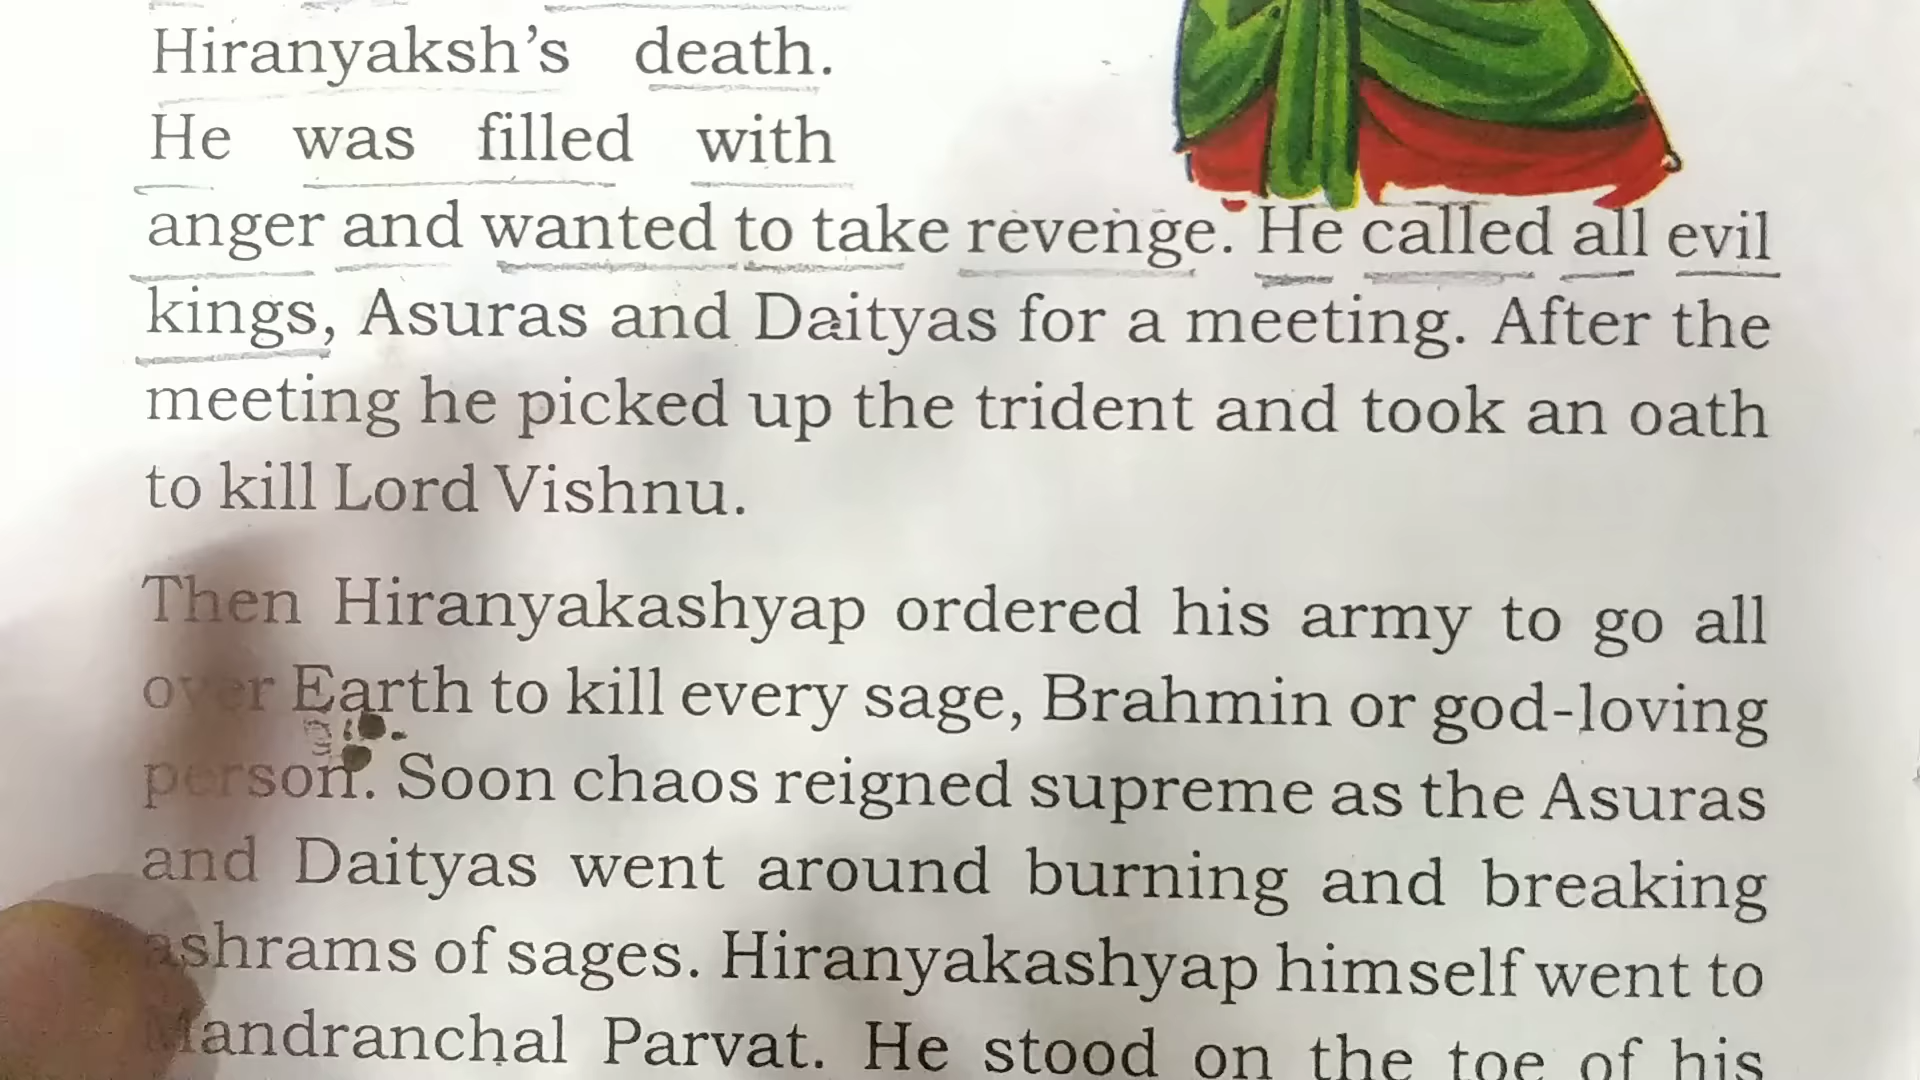 Hiranyaksh's death.
He was filled with
anger and wanted to take revenge. He called all evil
kings, Asuras and Daityas for a meeting. After the
meeting he picked up the trident and took an oath
to kill Lord Vishnu.
Then Hiranyakashyap ordered his army to go all
over Earth to kill every sage, Brahmin or god-loving
person. Soon chaos reigned supreme as the Asuras
and Daityas went around burning and breaking
ashrams of sages. Hiranyakashyap himself went to
Mandranchal Parvat. He stood on the toe of his